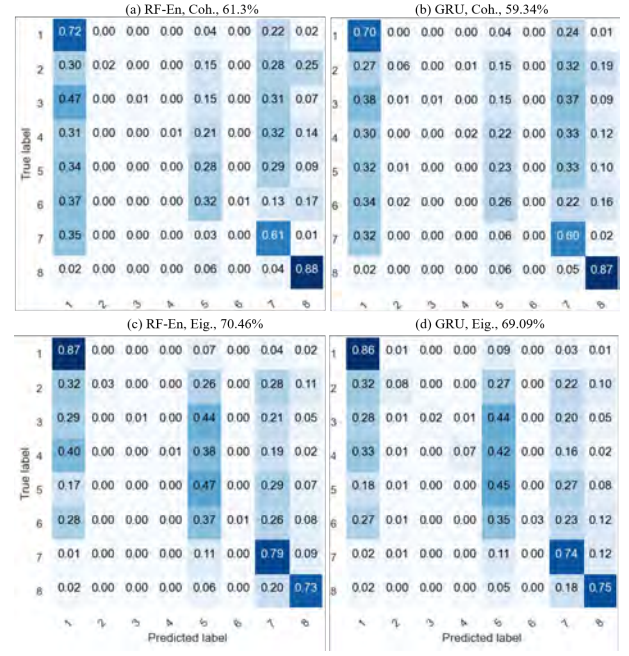 (a) RF-En, Coh., 61.3%
1 0.72 0.00 0.00 0.00 0.04 0.00 0.22 0.02
2 0.30 0.02 0.00 0.00 0.15 0.00 0.28 0.25
3 0.47 0.00 0.01 0.00 0.15 0.00 0.31 0.07
4 0.31 0.00 0.00 0.01 0.21 0.00 0.32 0.14
5 0.34 0.00 0.00 0.00 0.28 0.00 0.29 0.09
6 0.37 0.00 0.00 0.00 0.32 0.01 0.13 0.17
7 0.35 0.00 0.00 0.00 0.03 0.00 0.61 0.01
8 0.02 0.00 0.00 0.00 0.06 0.00 0.04 0.88
True label
1 2 3 4 5 6 7 8
(b) GRU, Coh., 59.34%
1 0.70 0.00 0.00 0.00 0.04 0.00 0.24 0.01
2 0.27 0.06 0.00 0.01 0.15 0.00 0.32 0.19
3 0.38 0.01 0.01 0.00 0.15 0.00 0.37 0.09
4 0.30 0.00 0.00 0.02 0.22 0.00 0.33 0.12
5 0.32 0.01 0.00 0.00 0.23 0.00 0.33 0.10
6 0.34 0.02 0.00 0.00 0.26 0.00 0.22 0.16
7 0.32 0.00 0.00 0.00 0.06 0.00 0.60 0.02
8 0.02 0.00 0.00 0.00 0.06 0.00 0.05 0.87
1 2 3 4 5 6 7 8
(c) RF-En, Eig., 70.46%
1 0.87 0.00 0.00 0.00 0.07 0.00 0.04 0.02
2 0.32 0.03 0.00 0.00 0.26 0.00 0.28 0.11
3 0.29 0.00 0.01 0.00 0.44 0.00 0.21 0.05
4 0.40 0.00 0.00 0.01 0.38 0.00 0.19 0.02
5 0.17 0.00 0.00 0.00 0.47 0.00 0.29 0.07
6 0.28 0.00 0.00 0.00 0.37 0.01 0.26 0.08
7 0.01 0.00 0.00 0.00 0.11 0.00 0.79 0.09
8 0.02 0.00 0.00 0.00 0.06 0.00 0.20 0.73
True label
1 2 3 4 5 6 7 8
Predicted label
(d) GRU, Eig., 69.09%
1 0.86 0.01 0.00 0.00 0.09 0.00 0.03 0.01
2 0.32 0.08 0.00 0.00 0.27 0.00 0.22 0.10
3 0.28 0.01 0.02 0.01 0.44 0.00 0.20 0.05
4 0.33 0.01 0.00 0.07 0.42 0.00 0.16 0.02
5 0.18 0.01 0.00 0.00 0.45 0.00 0.27 0.08
6 0.27 0.01 0.00 0.00 0.35 0.03 0.23 0.12
7 0.02 0.01 0.00 0.00 0.11 0.00 0.74 0.12
8 0.02 0.00 0.00 0.00 0.05 0.00 0.18 0.75
1 2 3 4 5 6 7 8
Predicted label